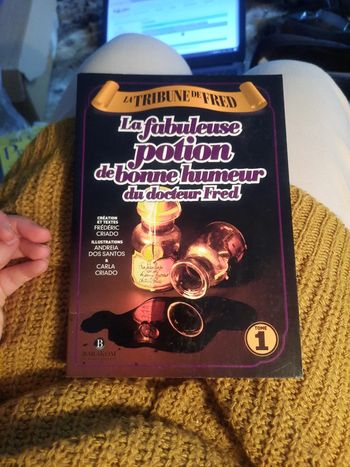 LA TRIBUNE DE FRED
La fabuleuse
potion
de bonne humeur
du docteur Fred
CRÉATION
ET TEXTES
FRÉDÉRIC
CRIADO
ILLUSTRATIONS
ANDREIA
DOS SANTOS
&
CARLA
CRIADO
B
TOME
1